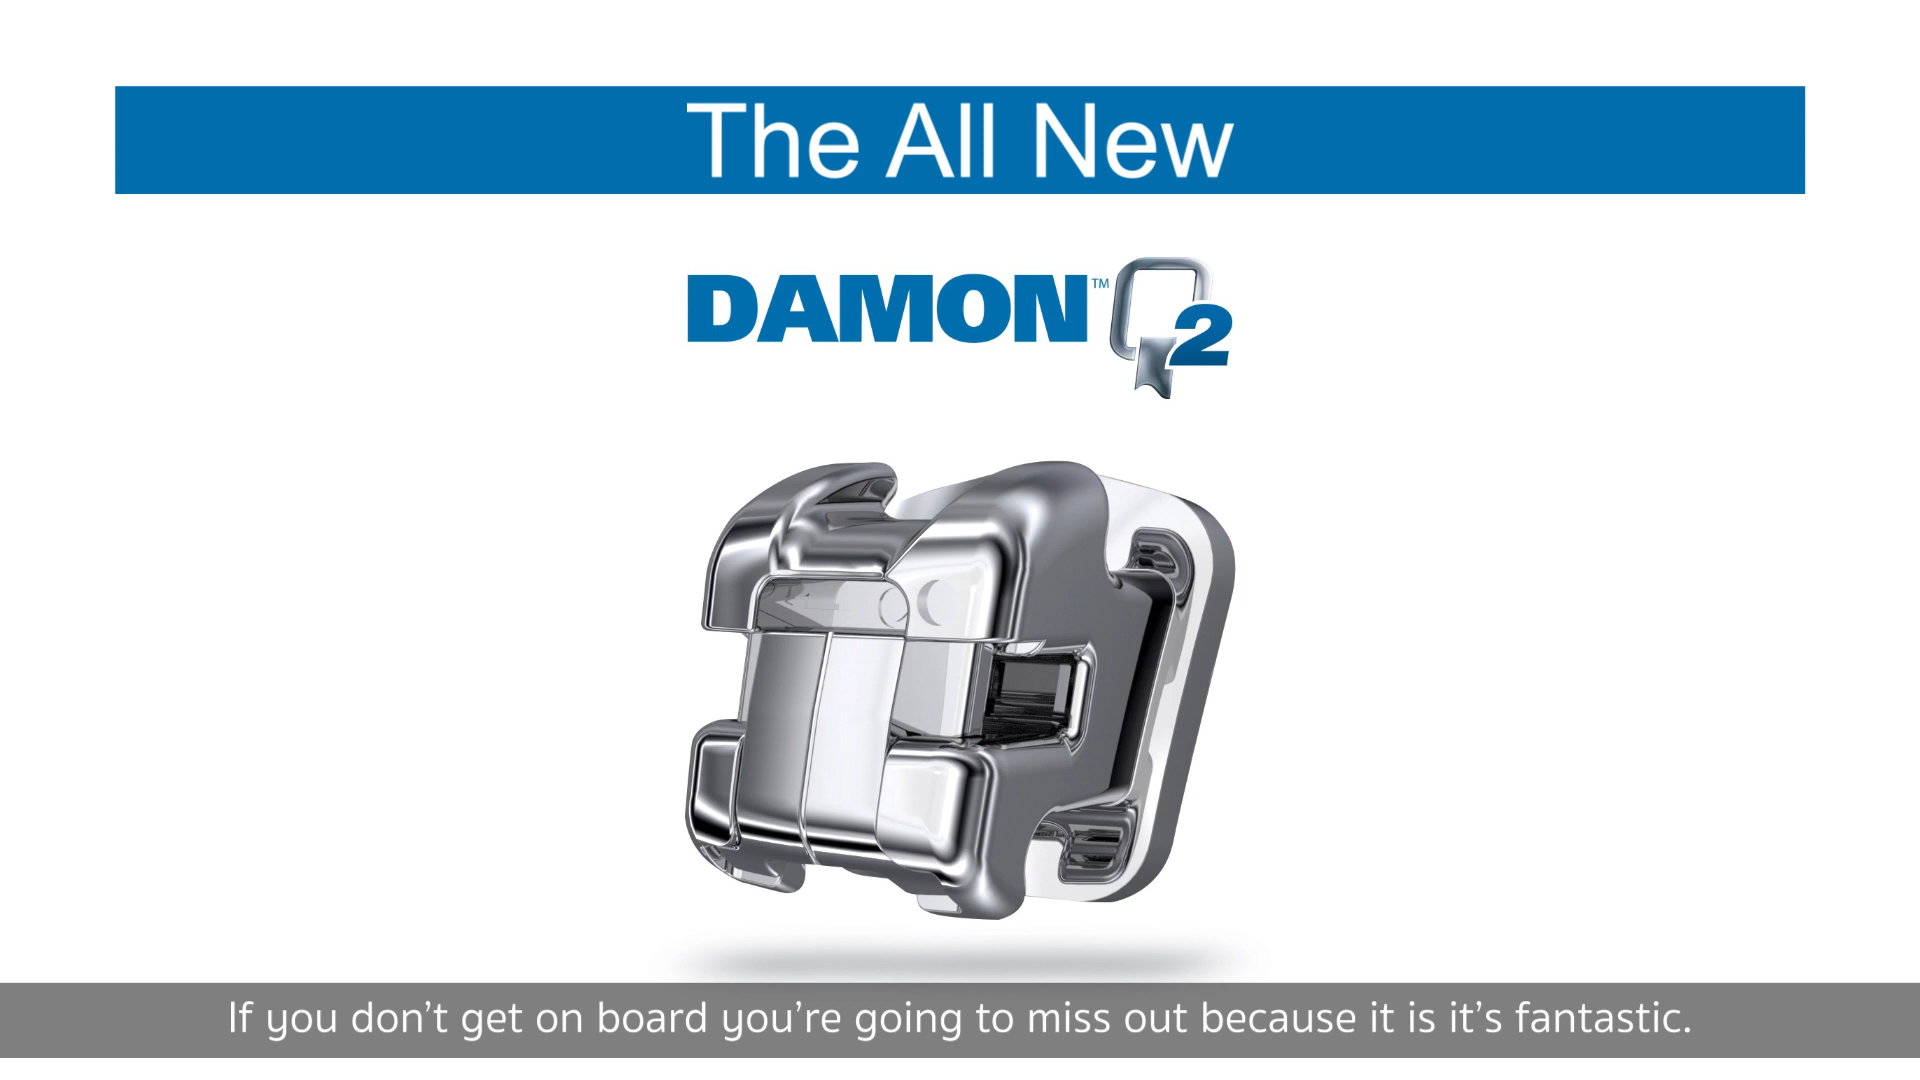 The All New
DAMON™ Q2
If you don't get on board you're going to miss out because it is it's fantastic.